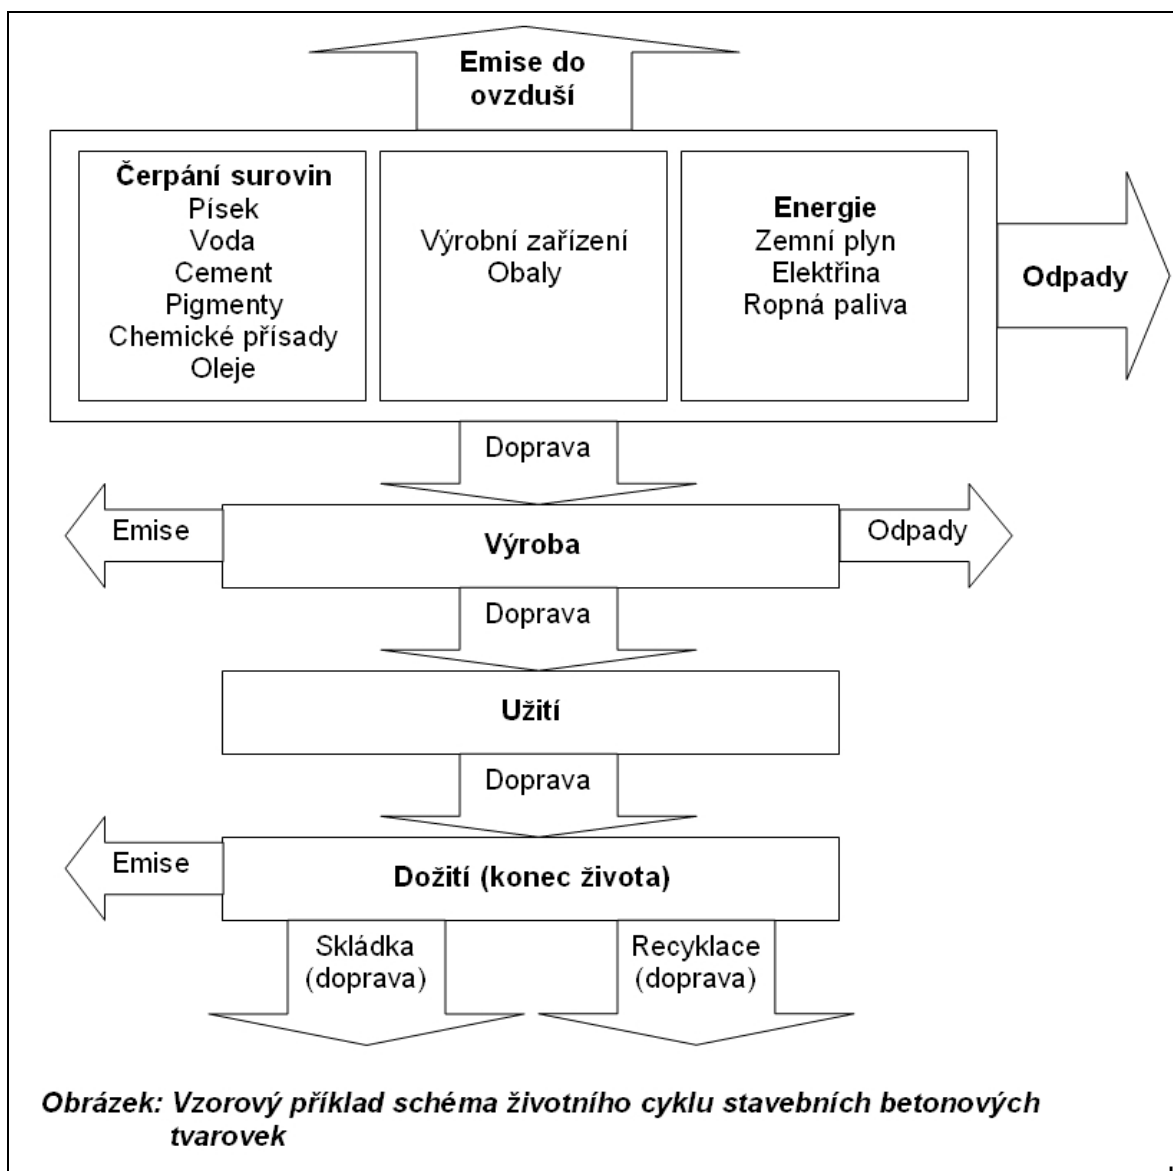 Emise do
ovzduší
Čerpání surovin
Písek
Voda
Cement
Pigmenty
Chemické přísady
Oleje
Výrobní zařízení
Obaly
Energie
Zemní plyn
Elektřina
Ropná paliva
Odpady
Doprava
Emise
Výroba
Odpady
Doprava
Užití
Doprava
Emise
Dožití (konec života)
Skládka
(doprava)
Recyklace
(doprava)
Obrázek: Vzorový příklad schéma životního cyklu stavebních betonových
tvarovek